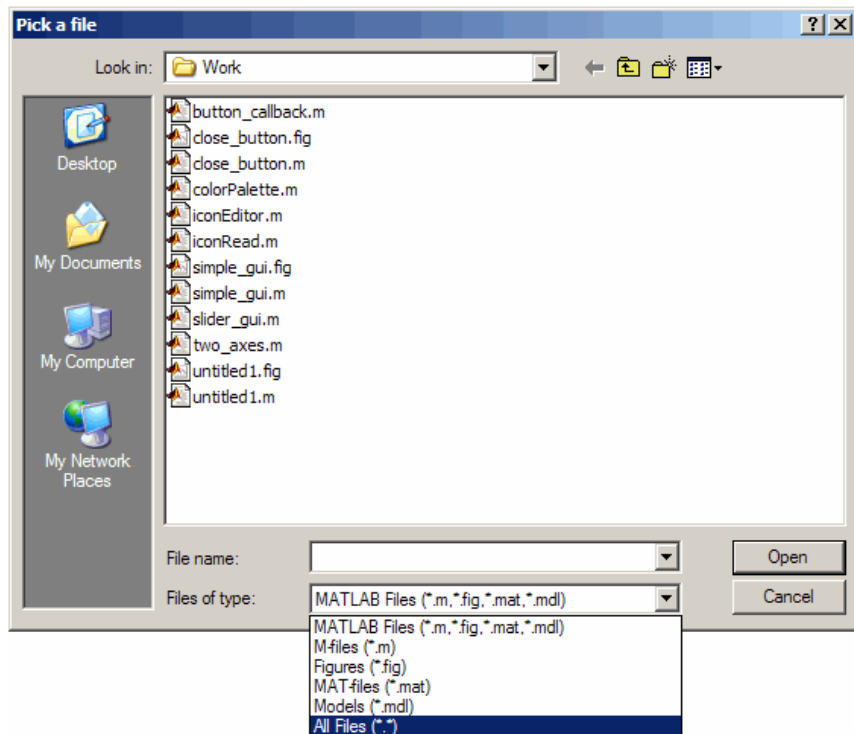 Pick a file
Look in: Work
Desktop
My Documents
My Computer
My Network
Places
button_callback.m
close_button.fig
close_button.m
colorPalette.m
iconEditor.m
iconRead.m
simple_gui.fig
simple_gui.m
slider_gui.m
two_axes.m
untitled1.fig
untitled1.m
File name:
Open
Files of type: MATLAB Files (*.m,*.fig,*.mat,*.mdl)
Cancel
MATLAB Files (*.m,*.fig,*.mat,*.mdl)
M-files (*.m)
Figures (*.fig)
MAT-files (*.mat)
Models (*.mdl)
All Files (*.*)